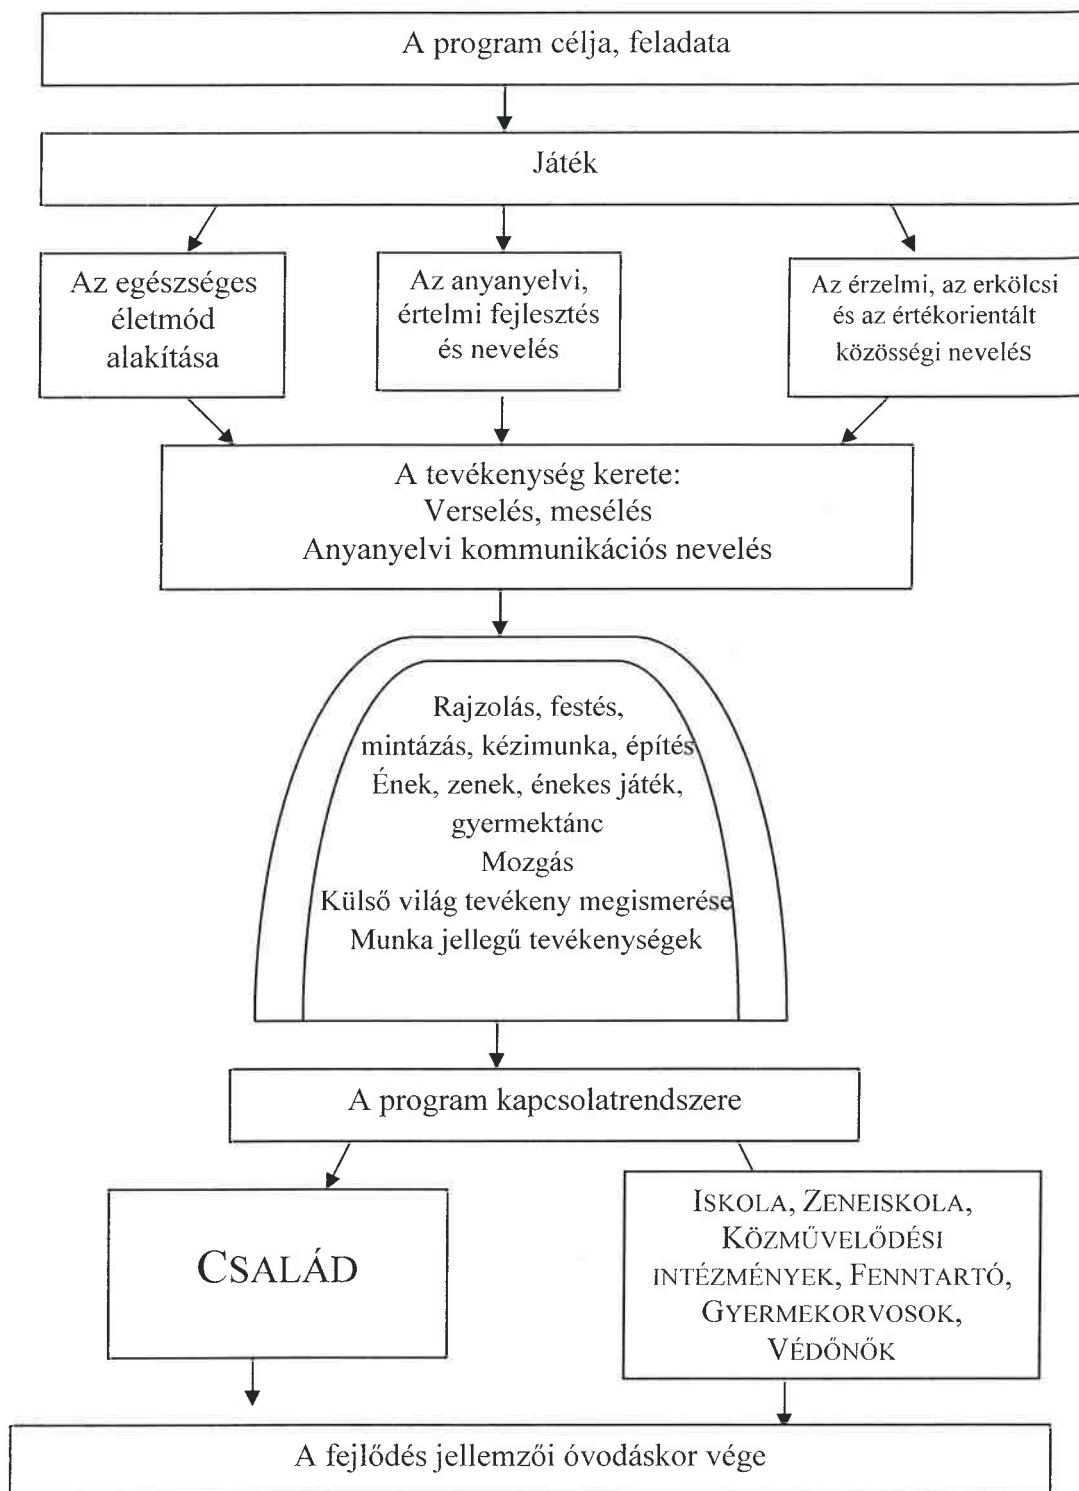 A program célja, feladata
Játék
Az egészséges
életmód
alakítása
Az anyanyelvi,
értelmi fejlesztés
és nevelés
Az érzelmi, az erkölcsi
és az értékorientált
közösségi nevelés
A tevékenység kerete:
Verselés, mesélés
Anyanyelvi kommunikációs nevelés
Rajzolás, festés,
mintázás, kézimunka, építés
Ének, zenek, énekes játék,
gyermektánc
Mozgás
Külső világ tevékeny megismerése
Munka jellegű tevékenységek
A program kapcsolatrendszere
CSALÁD
ISKOLA, ZENEISKOLA,
KÖZMŰVELŐDÉSI
INTÉZMÉNYEK, FENNTARTÓ,
GYERMEKORVOSOK,
VÉDŐNŐK
A fejlődés jellemzői óvodáskor vége